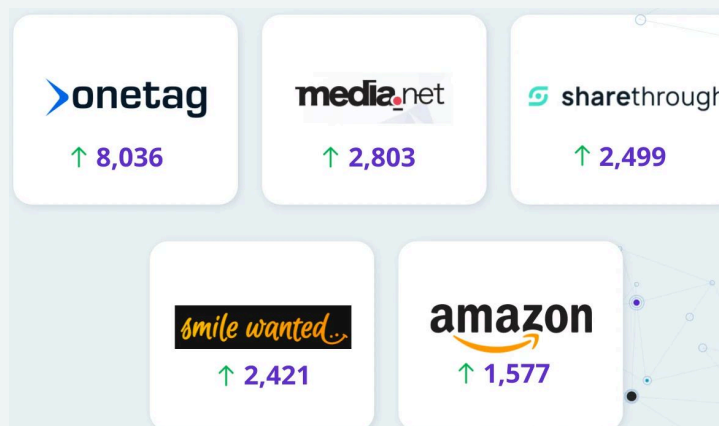 onetag
media.net
sharethrough
↑ 8,036
↑ 2,803
↑ 2,499
smile wanted...
amazon
↑ 2,421
↑ 1,577